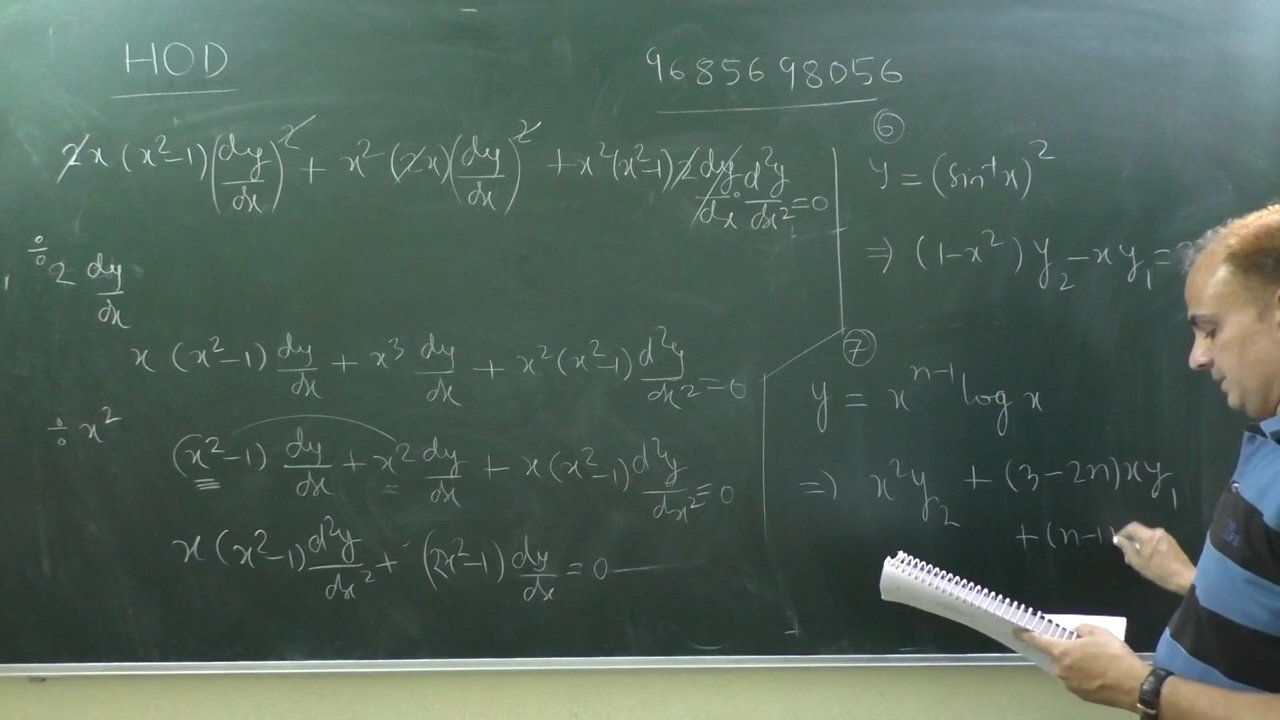 HOD
9685698056
2x (x²-1)(dy/dx)² + x² (2x)(dy/dx)² + x²(x²-1) 2 dy/dx · d²y/dx² = 0
÷ 2 dy/dx
x (x²-1) dy/dx + x³ dy/dx + x²(x²-1) d²y/dx² = 0
÷ x²
(x²-1) dy/dx + x² dy/dx + x(x²-1) d²y/dx² = 0
x(x²-1) d²y/dx² + (2x²-1) dy/dx = 0
⑥
y = (sin⁻¹x)²
⇒ (1-x²) y₂ - xy₁ =
⑦
y = xⁿ⁻¹ log x
⇒ x²y₂ + (3-2n)xy₁
+ (n-1)